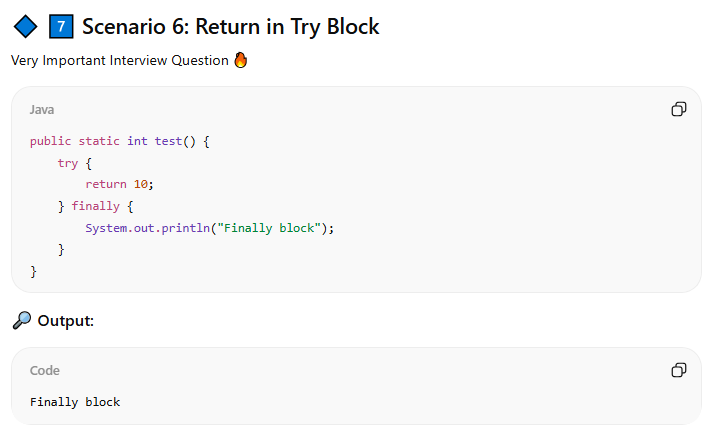 🔷 7️⃣ Scenario 6: Return in Try Block
Very Important Interview Question 🔥
Java
public static int test() {
    try {
        return 10;
    } finally {
        System.out.println("Finally block");
    }
}
🔎 Output:
Code
Finally block